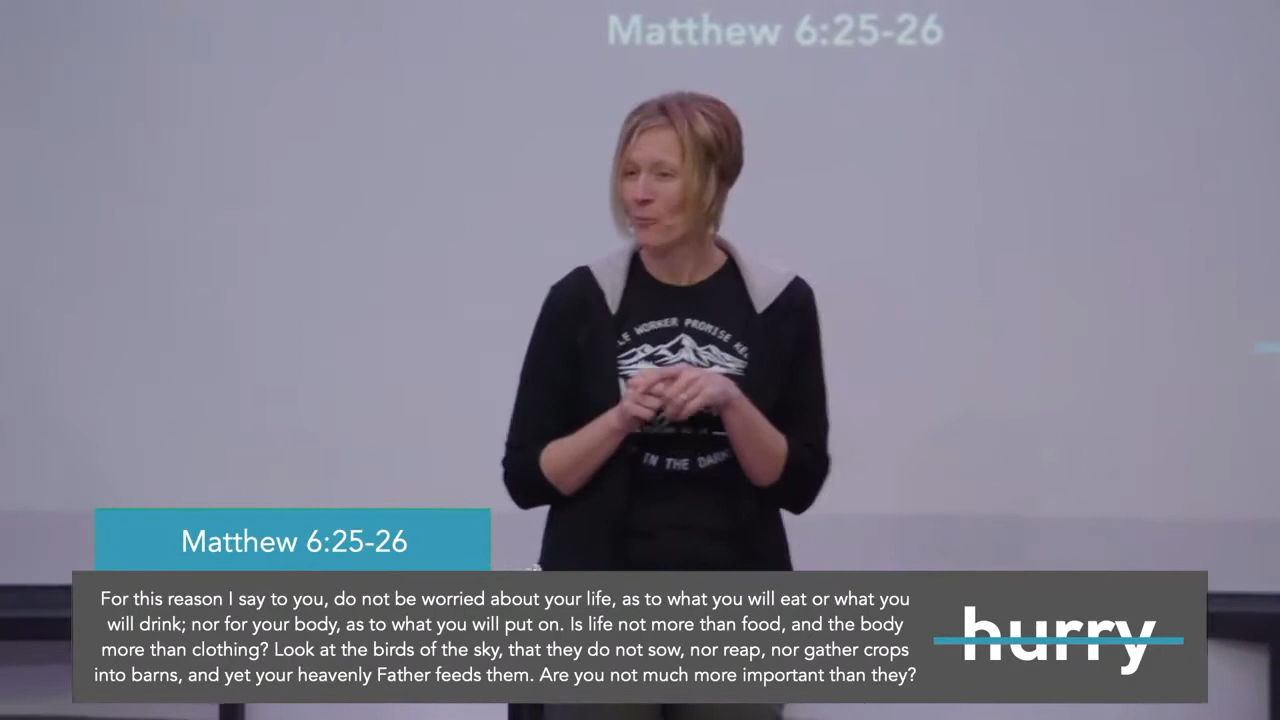 Matthew 6:25-26
WORKER PROMISE
IN THE DARK
Matthew 6:25-26
For this reason I say to you, do not be worried about your life, as to what you will eat or what you
will drink; nor for your body, as to what you will put on. Is life not more than food, and the body
more than clothing? Look at the birds of the sky, that they do not sow, nor reap, nor gather crops
into barns, and yet your heavenly Father feeds them. Are you not much more important than they?
hurry